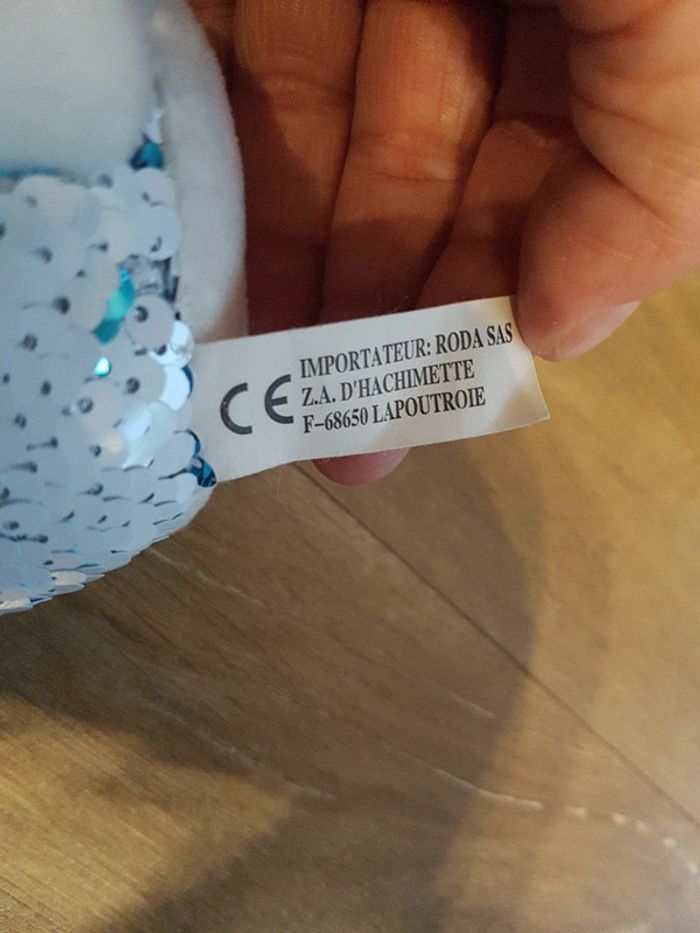 CE
IMPORTATEUR: RODA SAS
Z.A. D'HACHIMETTE
F-68650 LAPOUTROIE